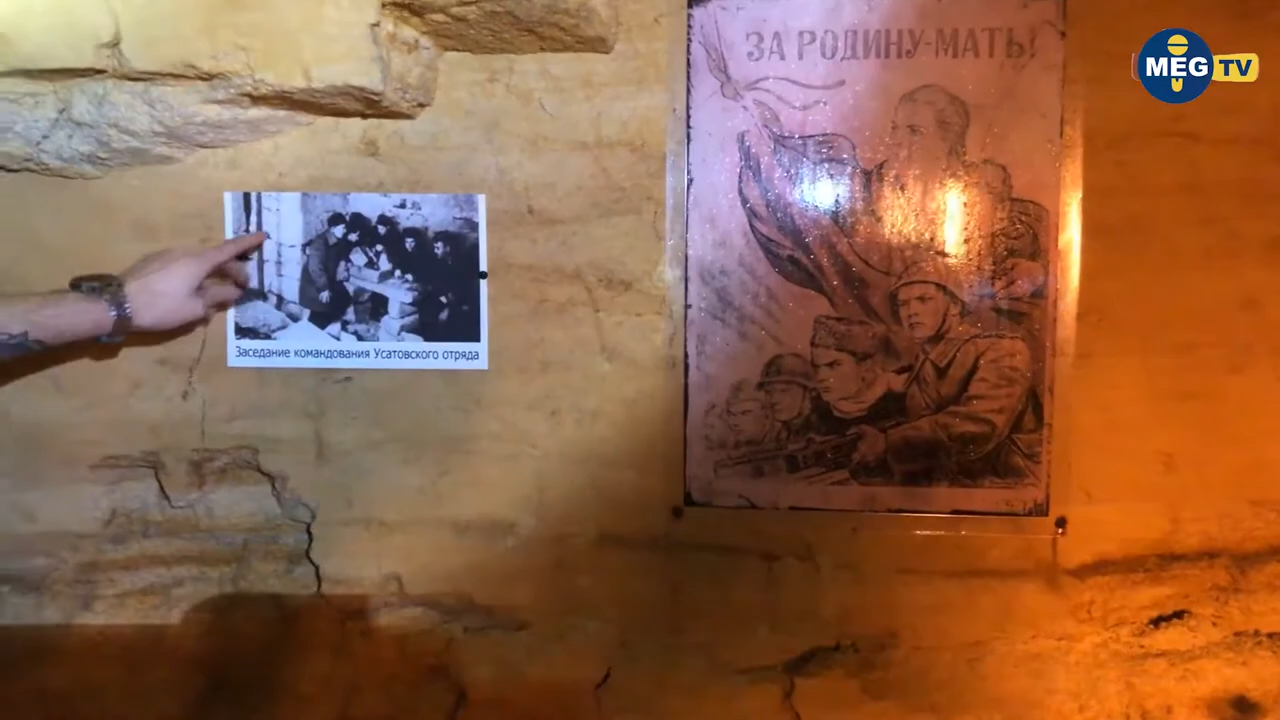 ЗА РОДИНУ-МАТЬ!
MEG TV
Заседание командования Усатовского отряда